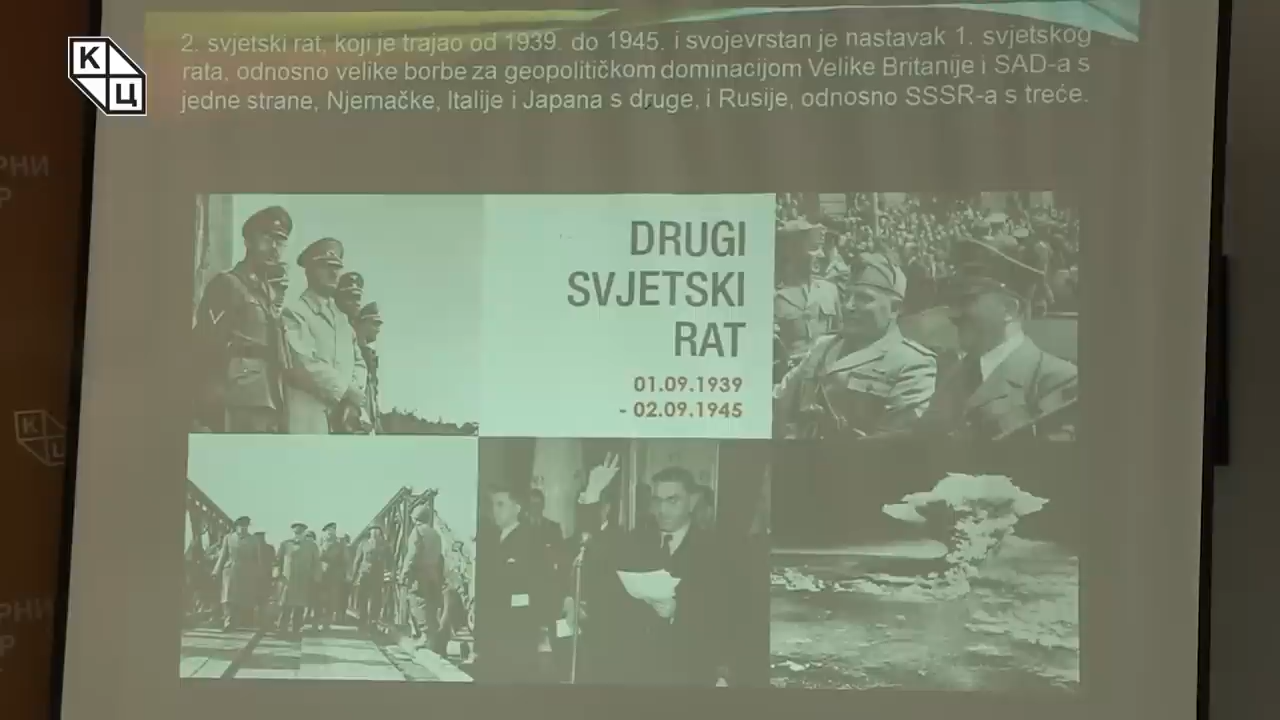 К
Ц
2. svjetski rat, koji je trajao od 1939. do 1945. i svojevrstan je nastavak 1. svjetskog
rata, odnosno velike borbe za geopolitičkom dominacijom Velike Britanije i SAD-a s
jedne strane, Njemačke, Italije i Japana s druge, i Rusije, odnosno SSSR-a s treće.
РНИ
Р
DRUGI
SVJETSKI
RAT
01.09.1939
- 02.09.1945
К
Ц
РНИ
Р